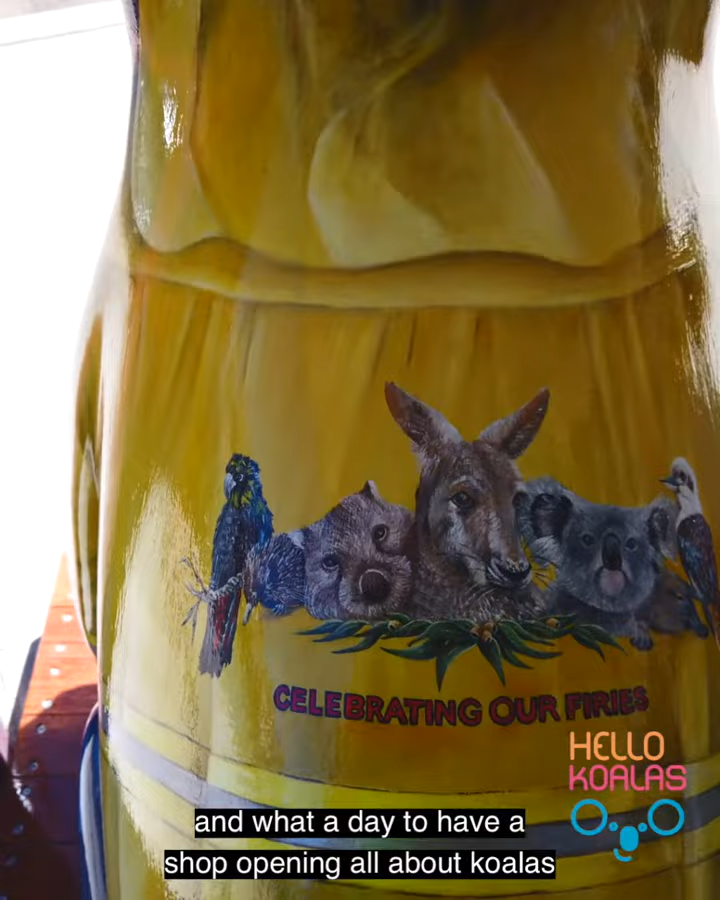 CELEBRATING OUR FIRIES
HELLO
KOALAS
and what a day to have a
shop opening all about koalas